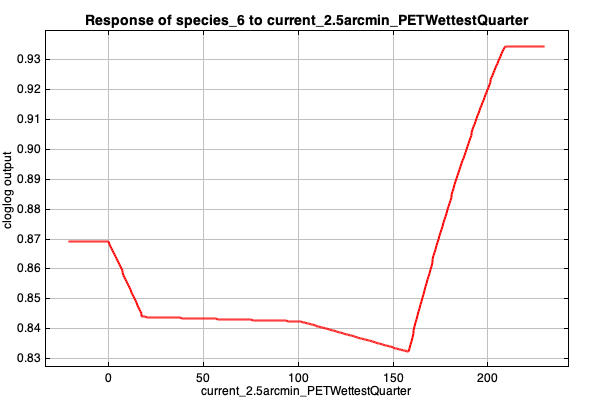 Response of species_6 to current_2.5arcmin_PETWettestQuarter
0.93
0.92
0.91
0.90
0.89
0.88
0.87
0.86
0.85
0.84
0.83
cloglog output
0 50 100 150 200
current_2.5arcmin_PETWettestQuarter